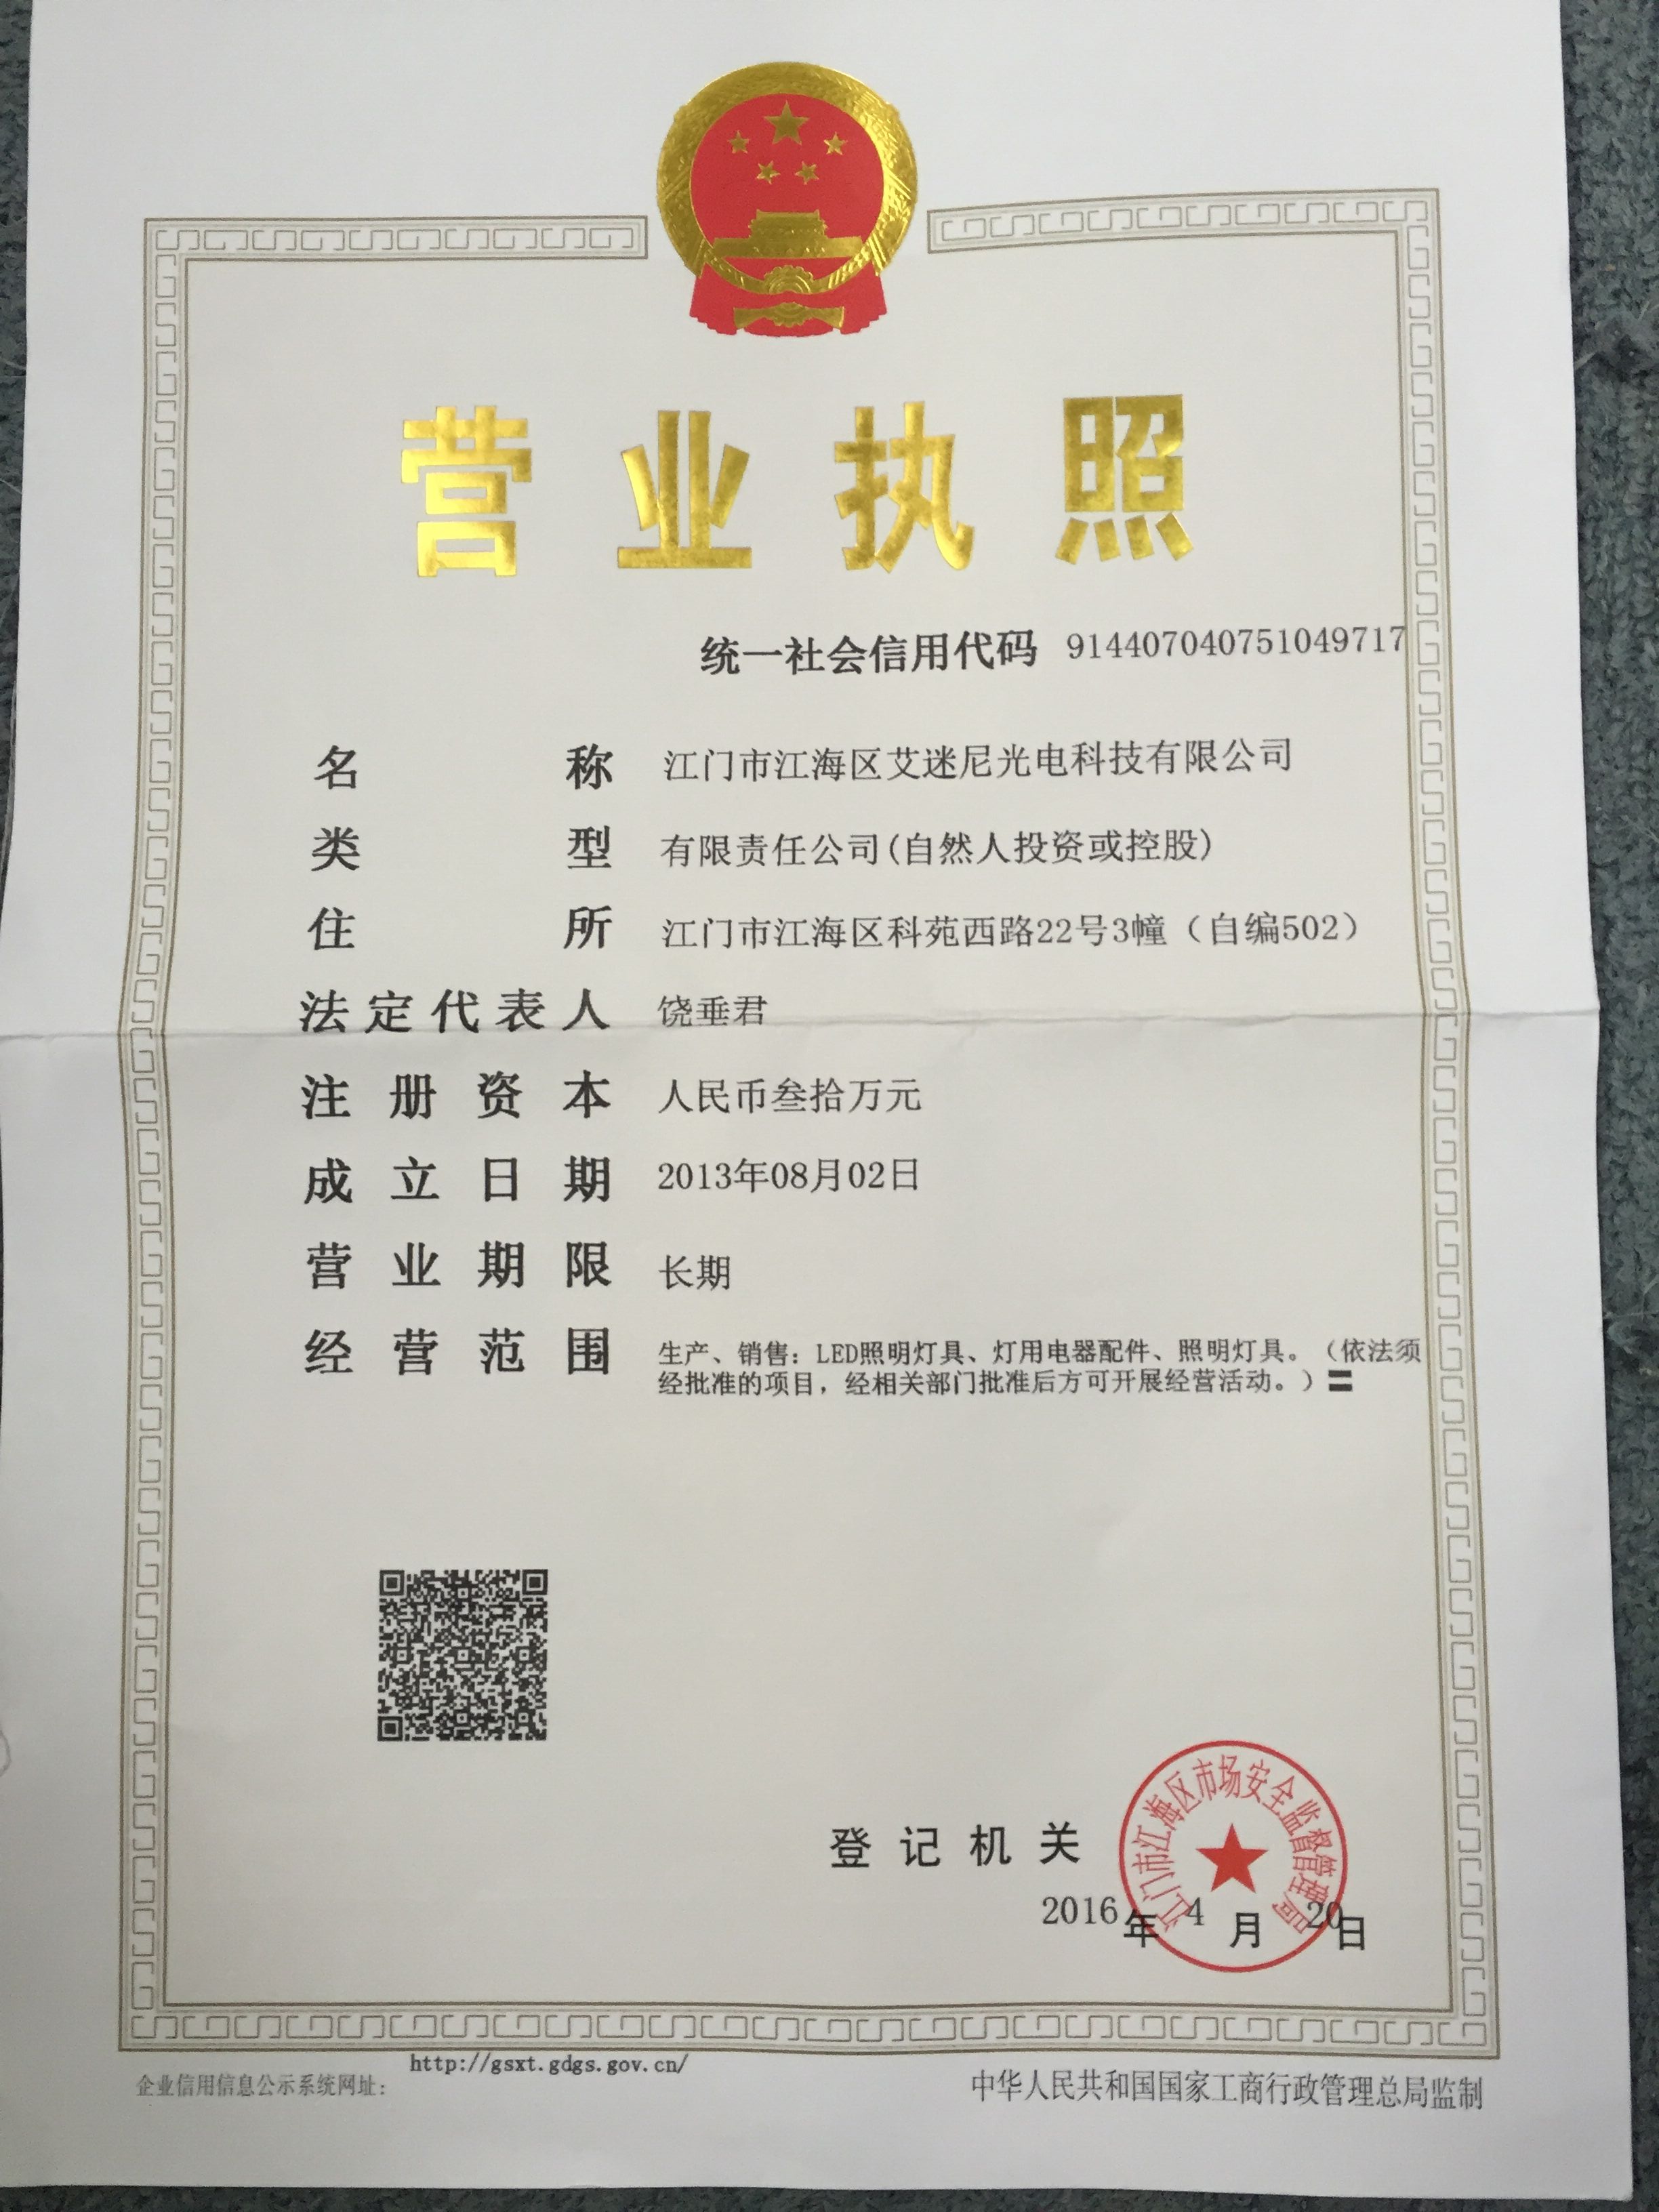 营业执照
统一社会信用代码 914407040751049717
名称 江门市江海区艾迷尼光电科技有限公司
类型 有限责任公司(自然人投资或控股)
住所 江门市江海区科苑西路22号3幢（自编502）
法定代表人 饶垂君
注册资本 人民币叁拾万元
成立日期 2013年08月02日
营业期限 长期
经营范围 生产、销售：LED照明灯具、灯用电器配件、照明灯具。（依法须
经批准的项目，经相关部门批准后方可开展经营活动。）〓
江门市江海区市场安全监督管理局
登记机关
2016年4月20日
企业信用信息公示系统网址： http://gsxt.gdgs.gov.cn/
中华人民共和国国家工商行政管理总局监制